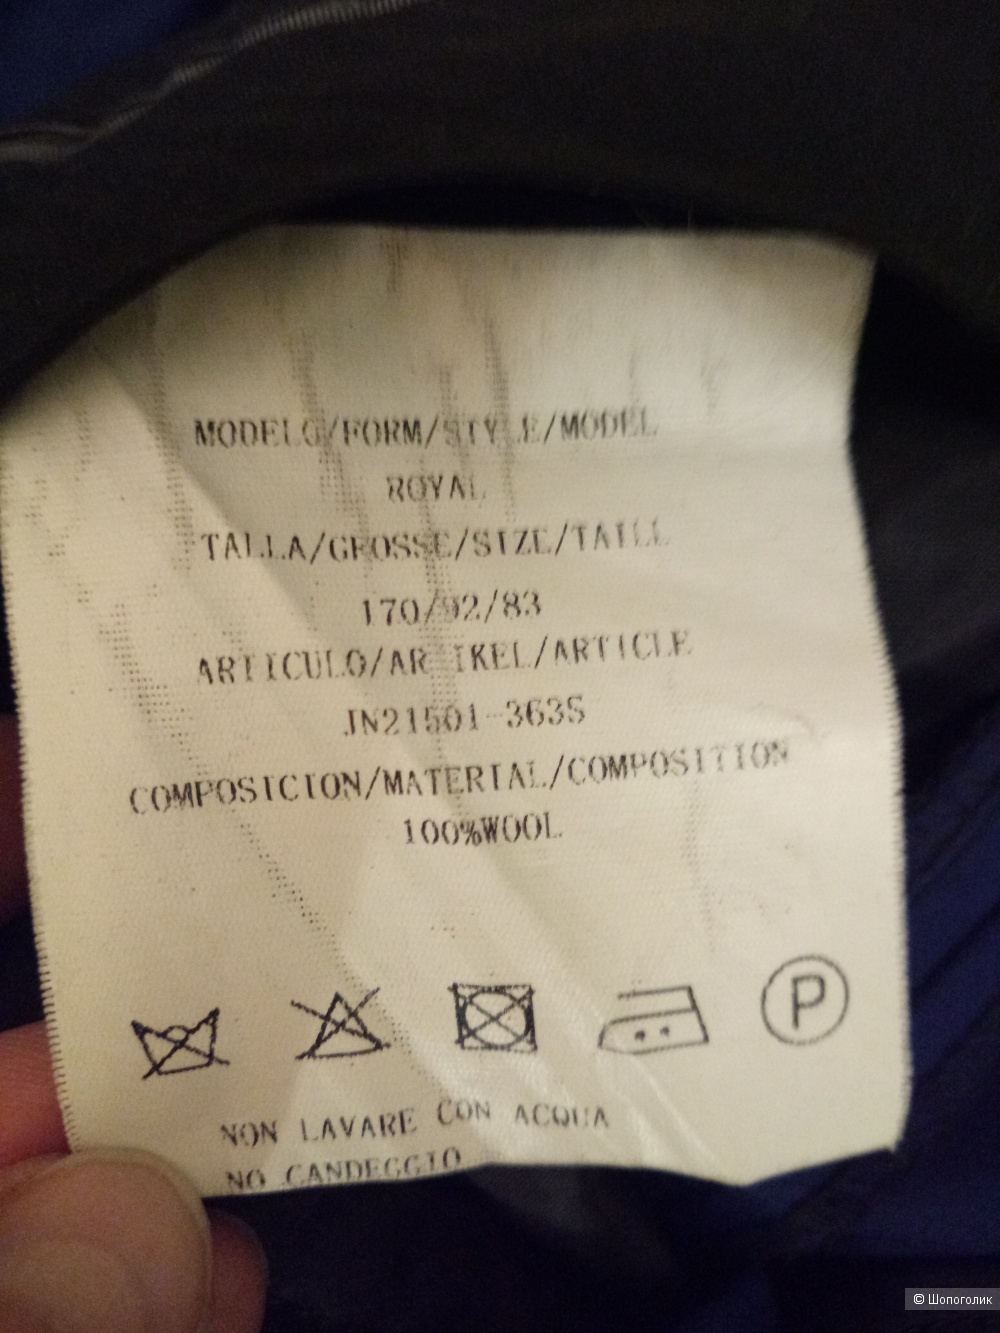 MODELO/FORM/STYLE/MODEL
ROYAL
TALLA/GROSSE/SIZE/TAILL
170/92/83
ARTICULO/ARTIKEL/ARTICLE
JN21501-363S
COMPOSICION/MATERIAL/COMPOSITION
100%WOOL
P
NON LAVARE CON ACQUA
NO CANDEGGIO
© Шопоголик